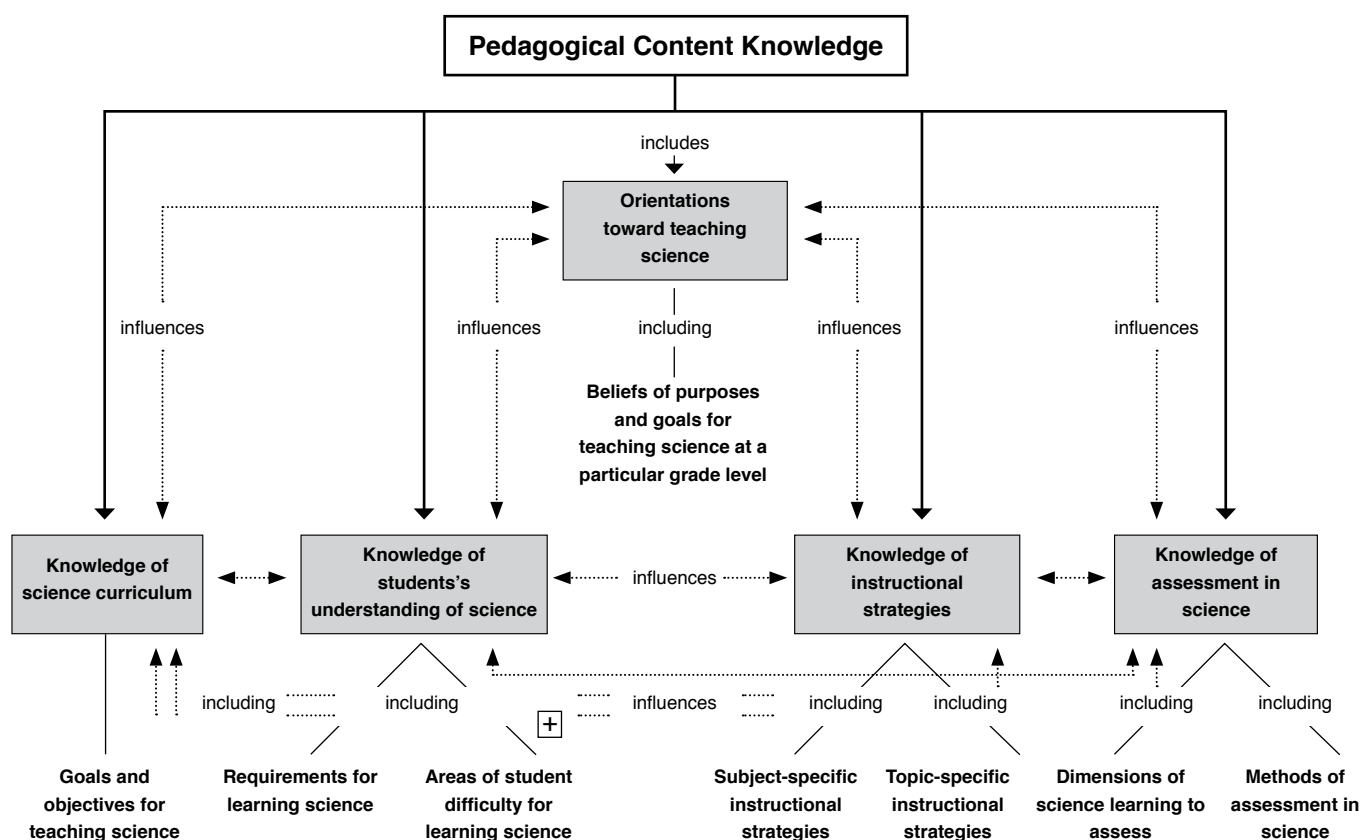 Pedagogical Content Knowledge
includes
Orientations
toward teaching
science
influences
influences
including
influences
influences
Beliefs of purposes
and goals for
teaching science at a
particular grade level
Knowledge of
science curriculum
Knowledge of
students's
understanding of science
influences
Knowledge of
instructional
strategies
Knowledge of
assessment in
science
including
including
influences
including
including
including
including
+
Goals and
objectives for
teaching science
Requirements for
learning science
Areas of student
difficulty for
learning science
Subject-specific
instructional
strategies
Topic-specific
instructional
strategies
Dimensions of
science learning to
assess
Methods of
assessment in
science